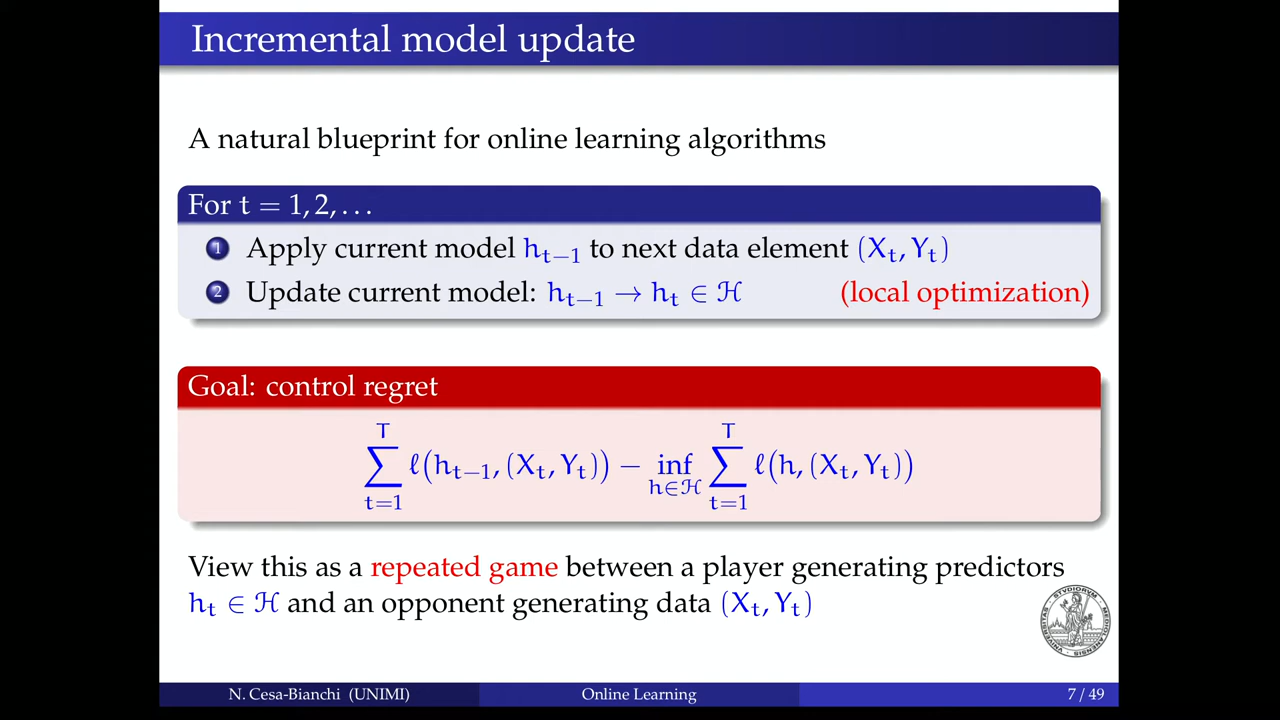 Incremental model update
A natural blueprint for online learning algorithms
For t = 1, 2, . . .
1 Apply current model h_{t−1} to next data element (X_t, Y_t)
2 Update current model: h_{t−1} → h_t ∈ ℋ (local optimization)
Goal: control regret
∑_{t=1}^{T} ℓ(h_{t−1}, (X_t, Y_t)) − inf_{h∈ℋ} ∑_{t=1}^{T} ℓ(h, (X_t, Y_t))
View this as a repeated game between a player generating predictors
h_t ∈ ℋ and an opponent generating data (X_t, Y_t)
UNIVERSITAS STUDIORUM MEDIOLANENSIS
N. Cesa-Bianchi (UNIMI) Online Learning 7 / 49